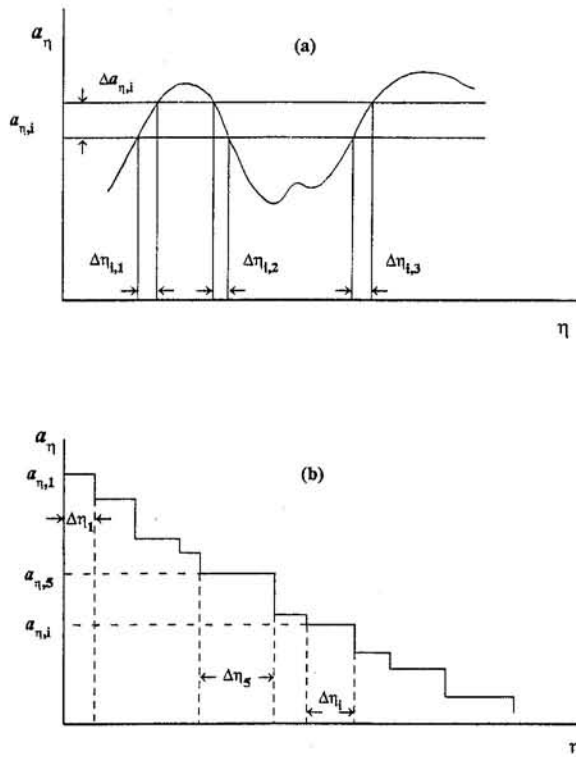 a_η
(a)
Δa_η,i
a_η,i
Δη_i,1
Δη_i,2
Δη_i,3
η
a_η
(b)
a_η,1
Δη_1
a_η,5
a_η,i
Δη_5
Δη_i
η